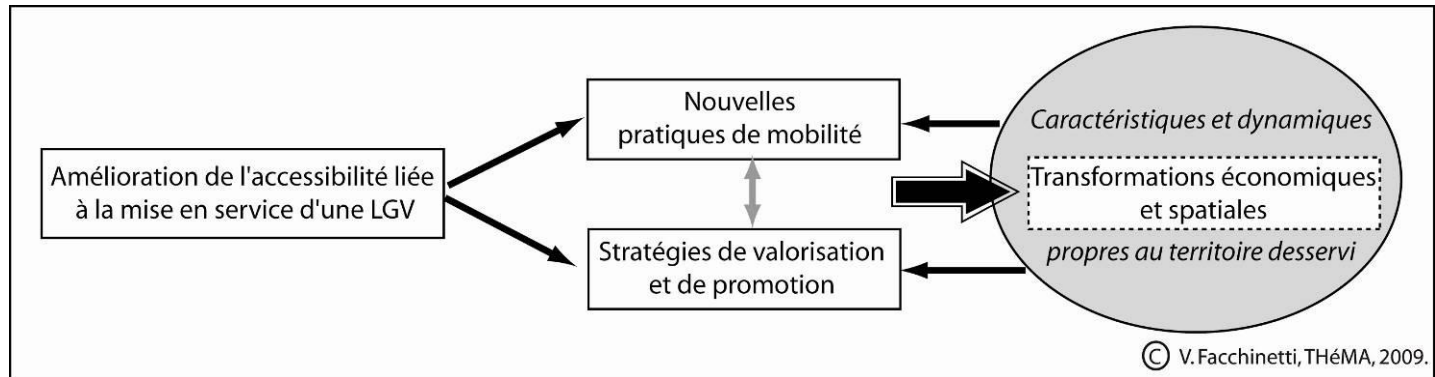 Amélioration de l'accessibilité liée
à la mise en service d'une LGV
Nouvelles
pratiques de mobilité
Stratégies de valorisation
et de promotion
Caractéristiques et dynamiques
Transformations économiques
et spatiales
propres au territoire desservi
© V. Facchinetti, THéMA, 2009.